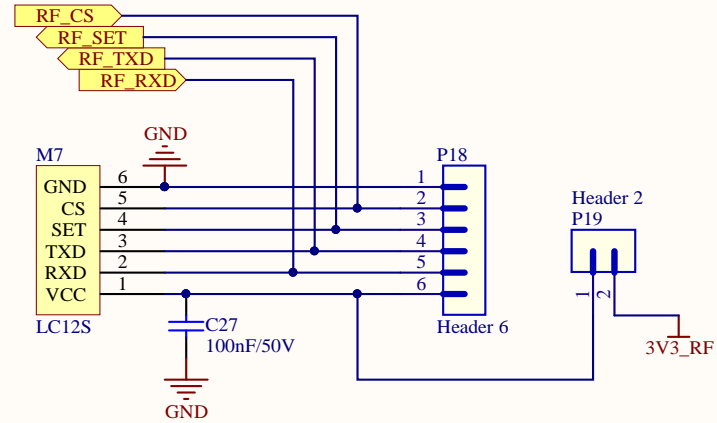 RF_CS
RF_SET
RF_TXD
RF_RXD
GND
M7
P18
GND 6 1
CS 5 2
SET 4 3
TXD 3 4
RXD 2 5
VCC 1 6
LC12S
Header 6
Header 2
P19
1
2
C27
100nF/50V
3V3_RF
GND